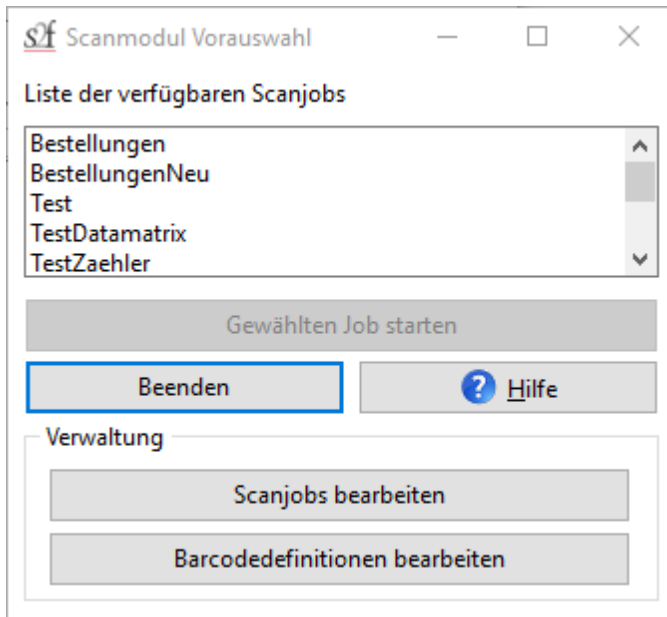 s2f Scanmodul Vorauswahl
Liste der verfügbaren Scanjobs
Bestellungen
BestellungenNeu
Test
TestDatamatrix
TestZaehler
Gewählten Job starten
Beenden
? Hilfe
Verwaltung
Scanjobs bearbeiten
Barcodedefinitionen bearbeiten